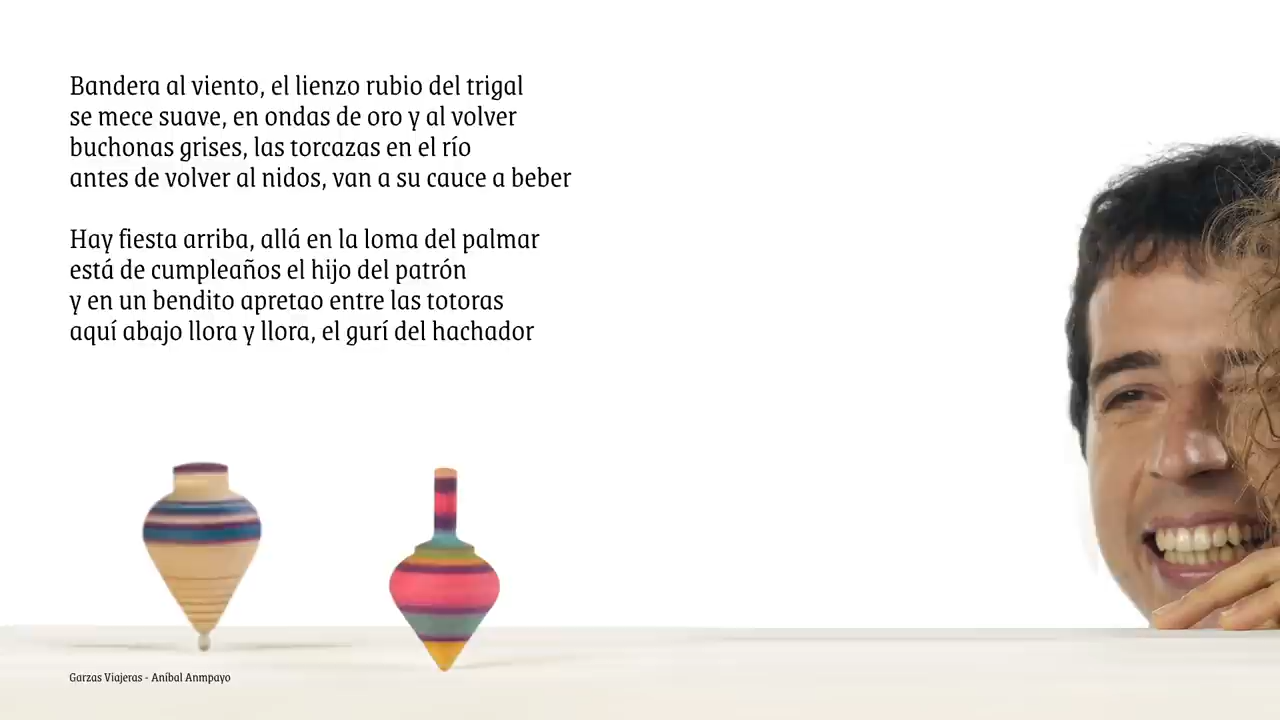 Bandera al viento, el lienzo rubio del trigal
se mece suave, en ondas de oro y al volver
buchonas grises, las torcazas en el río
antes de volver al nidos, van a su cauce a beber
Hay fiesta arriba, allá en la loma del palmar
está de cumpleaños el hijo del patrón
y en un bendito apretao entre las totoras
aquí abajo llora y llora, el gurí del hachador
Garzas Viajeras - Aníbal Anmpayo